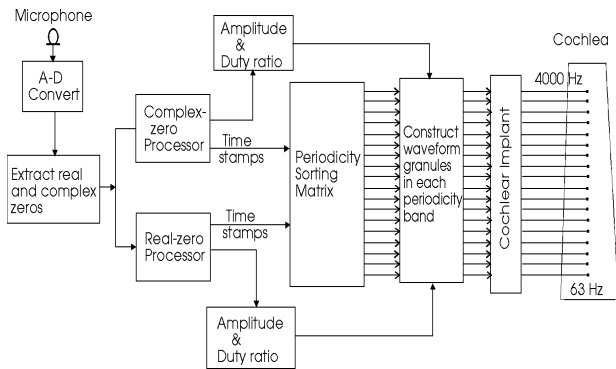 Microphone
A-D
Convert
Extract real
and complex
zeros
Complex-
zero
Processor
Real-zero
Processor
Amplitude
&
Duty ratio
Time
stamps
Time
stamps
Amplitude
&
Duty ratio
Periodicity
Sorting
Matrix
Construct
waveform
granules
in each
periodicity
band
Cochlear Implant
Cochlea
4000 Hz
63 Hz